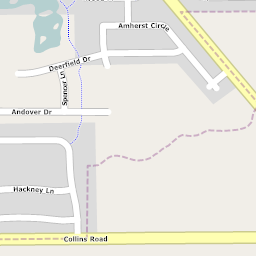 Amherst Circle
Deerfield Dr
Spencer Ln
Andover Dr
Hackney Ln
Collins Road